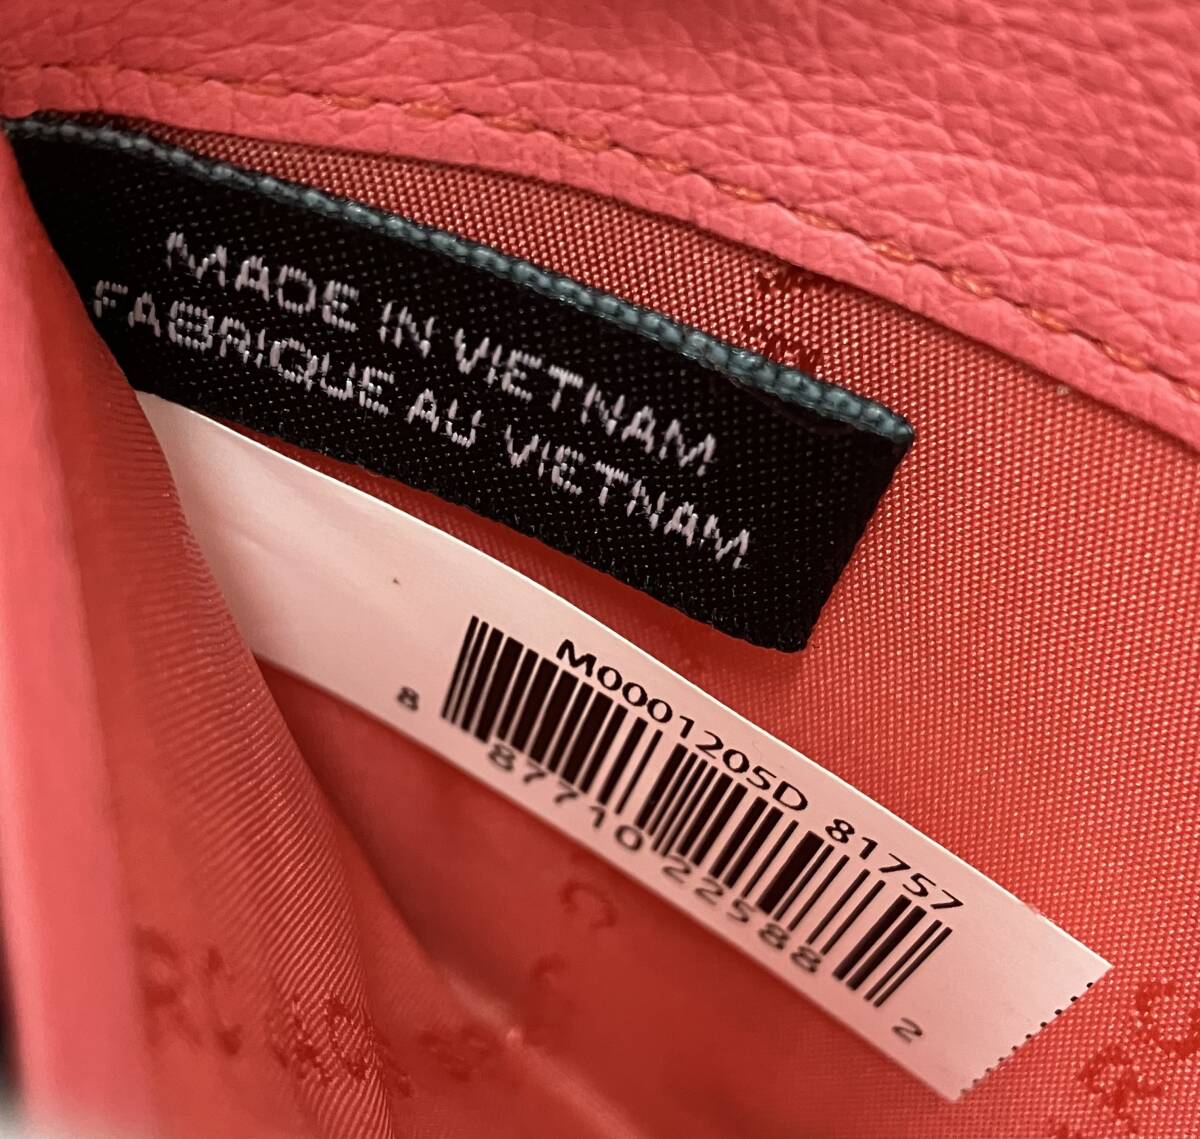 MADE IN VIETNAM
FABRIQUE AU VIETNAM
M0001205D 81757
8 87710 22588 2